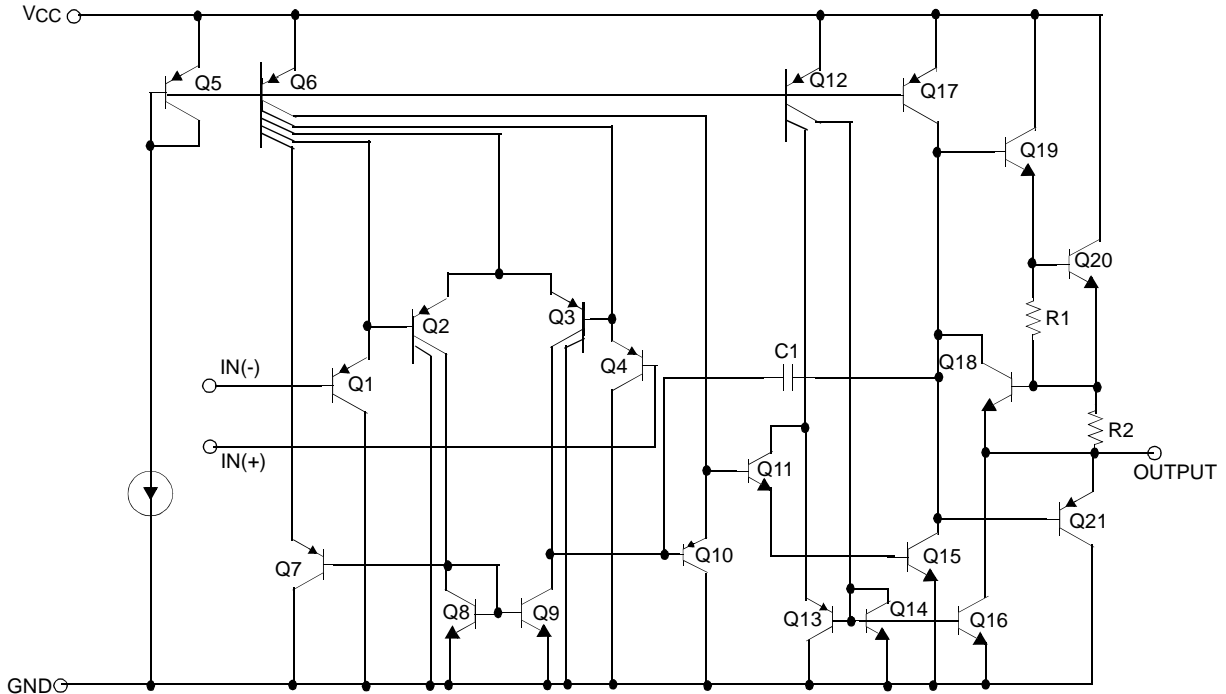 VCC
Q5
Q6
Q12
Q17
Q19
Q20
Q2
Q3
R1
C1
Q18
Q4
IN(-)
Q1
R2
IN(+)
Q11
OUTPUT
Q21
Q10
Q15
Q7
Q8
Q9
Q13
Q14
Q16
GND